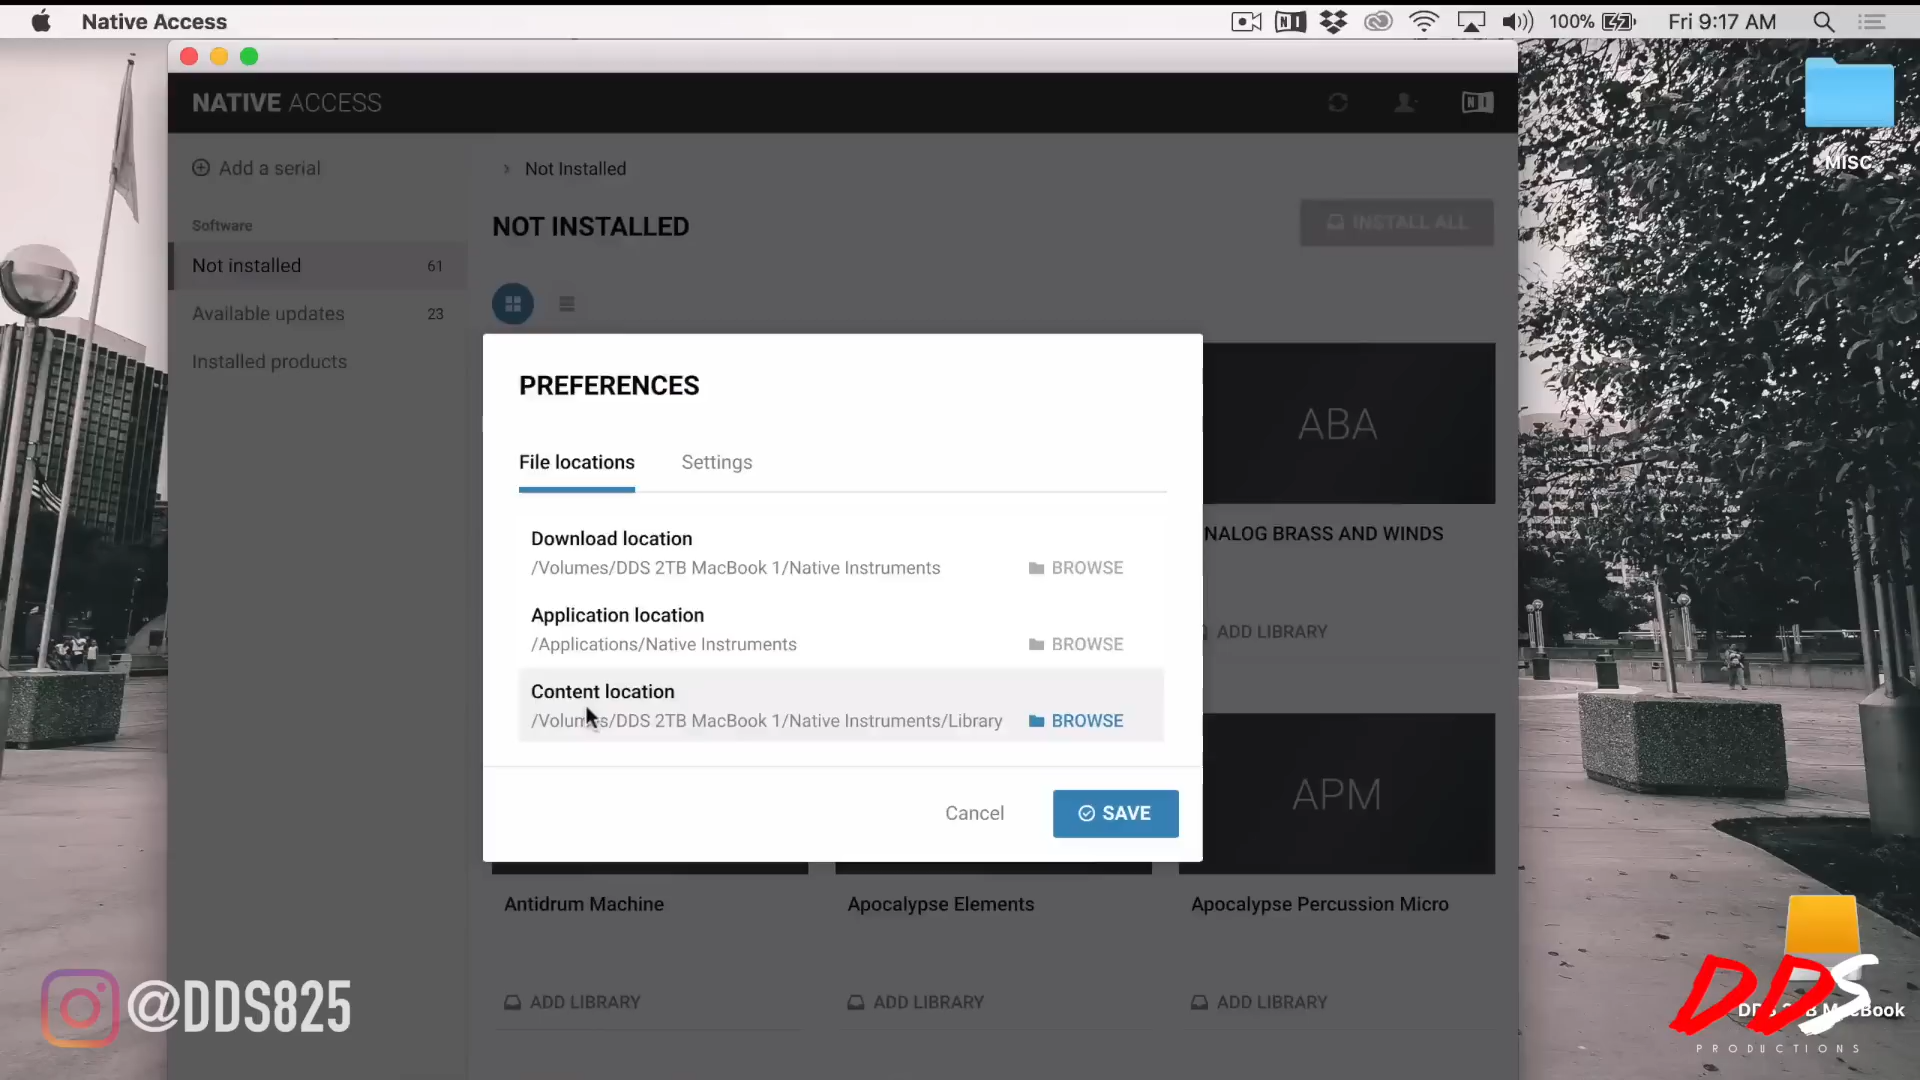 Native Access
100%
Fri 9:17 AM
NATIVE ACCESS
Add a serial
Software
Not installed 61
Available updates 23
Installed products
Not Installed
NOT INSTALLED
INSTALL ALL
PREFERENCES
File locations
Settings
Download location
/Volumes/DDS 2TB MacBook 1/Native Instruments
BROWSE
Application location
/Applications/Native Instruments
BROWSE
Content location
/Volumes/DDS 2TB MacBook 1/Native Instruments/Library
BROWSE
Cancel
SAVE
ABA
NALOG BRASS AND WINDS
ADD LIBRARY
APM
Antidrum Machine
Apocalypse Elements
Apocalypse Percussion Micro
ADD LIBRARY
ADD LIBRARY
ADD LIBRARY
MISC
@DDS825
DDS
PRODUCTIONS